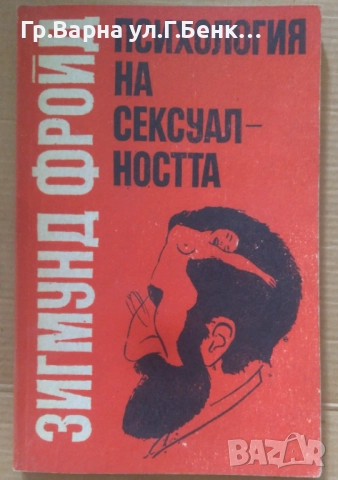 Гр.Варна ул.Г.Бенк...
ЗИГМУНД ФРОЙД
ПСИХОЛОГИЯ
НА
СЕКСУАЛ-
НОСТТА
BAZAR